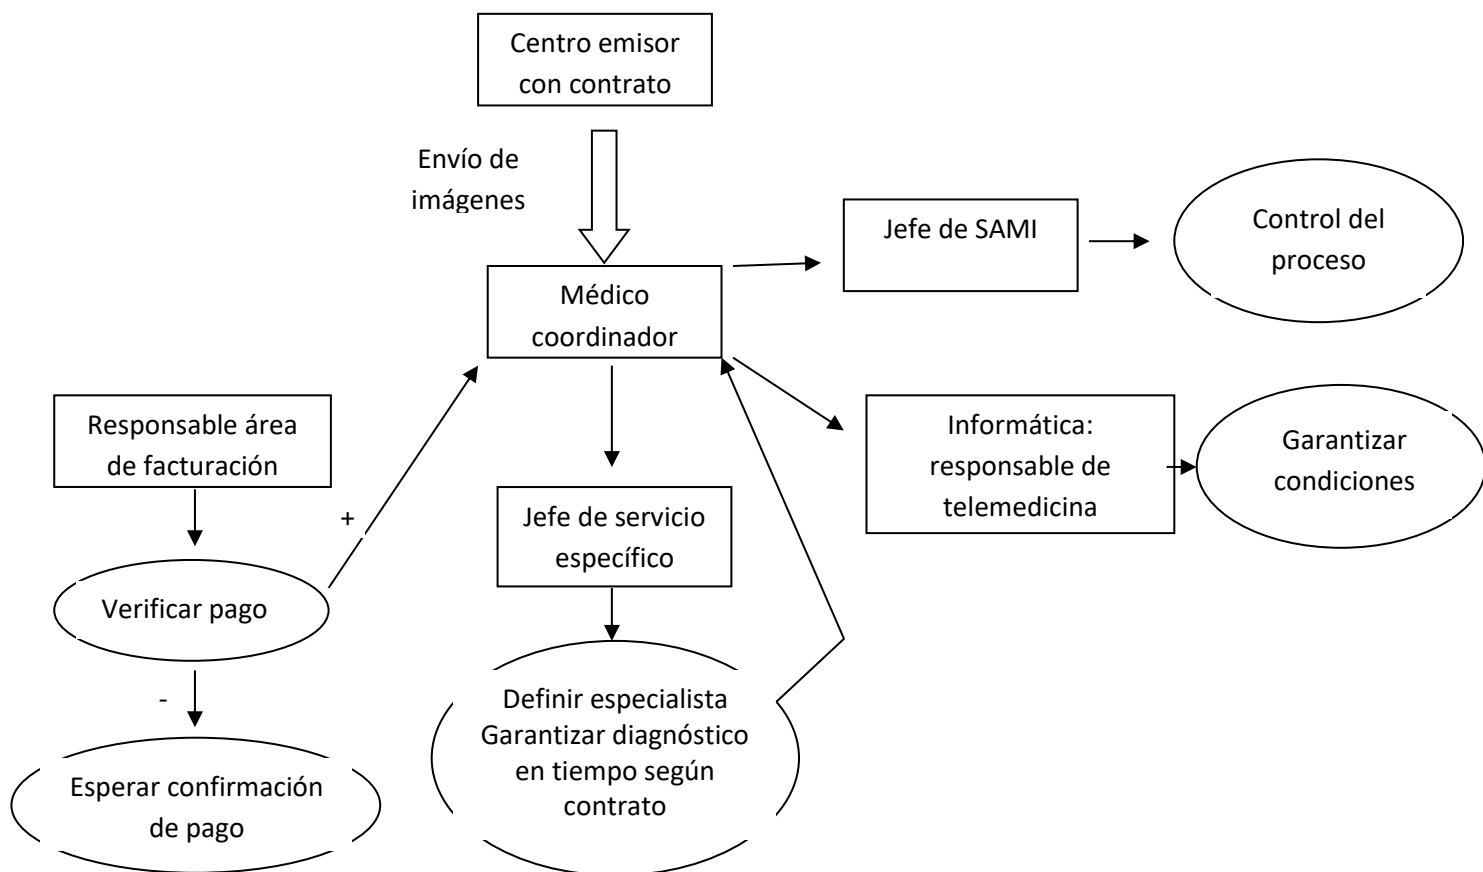 Centro emisor
con contrato
Envío de
imágenes
Jefe de SAMI
Control del
proceso
Médico
coordinador
Responsable área
de facturación
Informática:
responsable de
telemedicina
Garantizar
condiciones
+
Jefe de servicio
específico
Verificar pago
-
Definir especialista
Garantizar diagnóstico
en tiempo según
contrato
Esperar confirmación
de pago